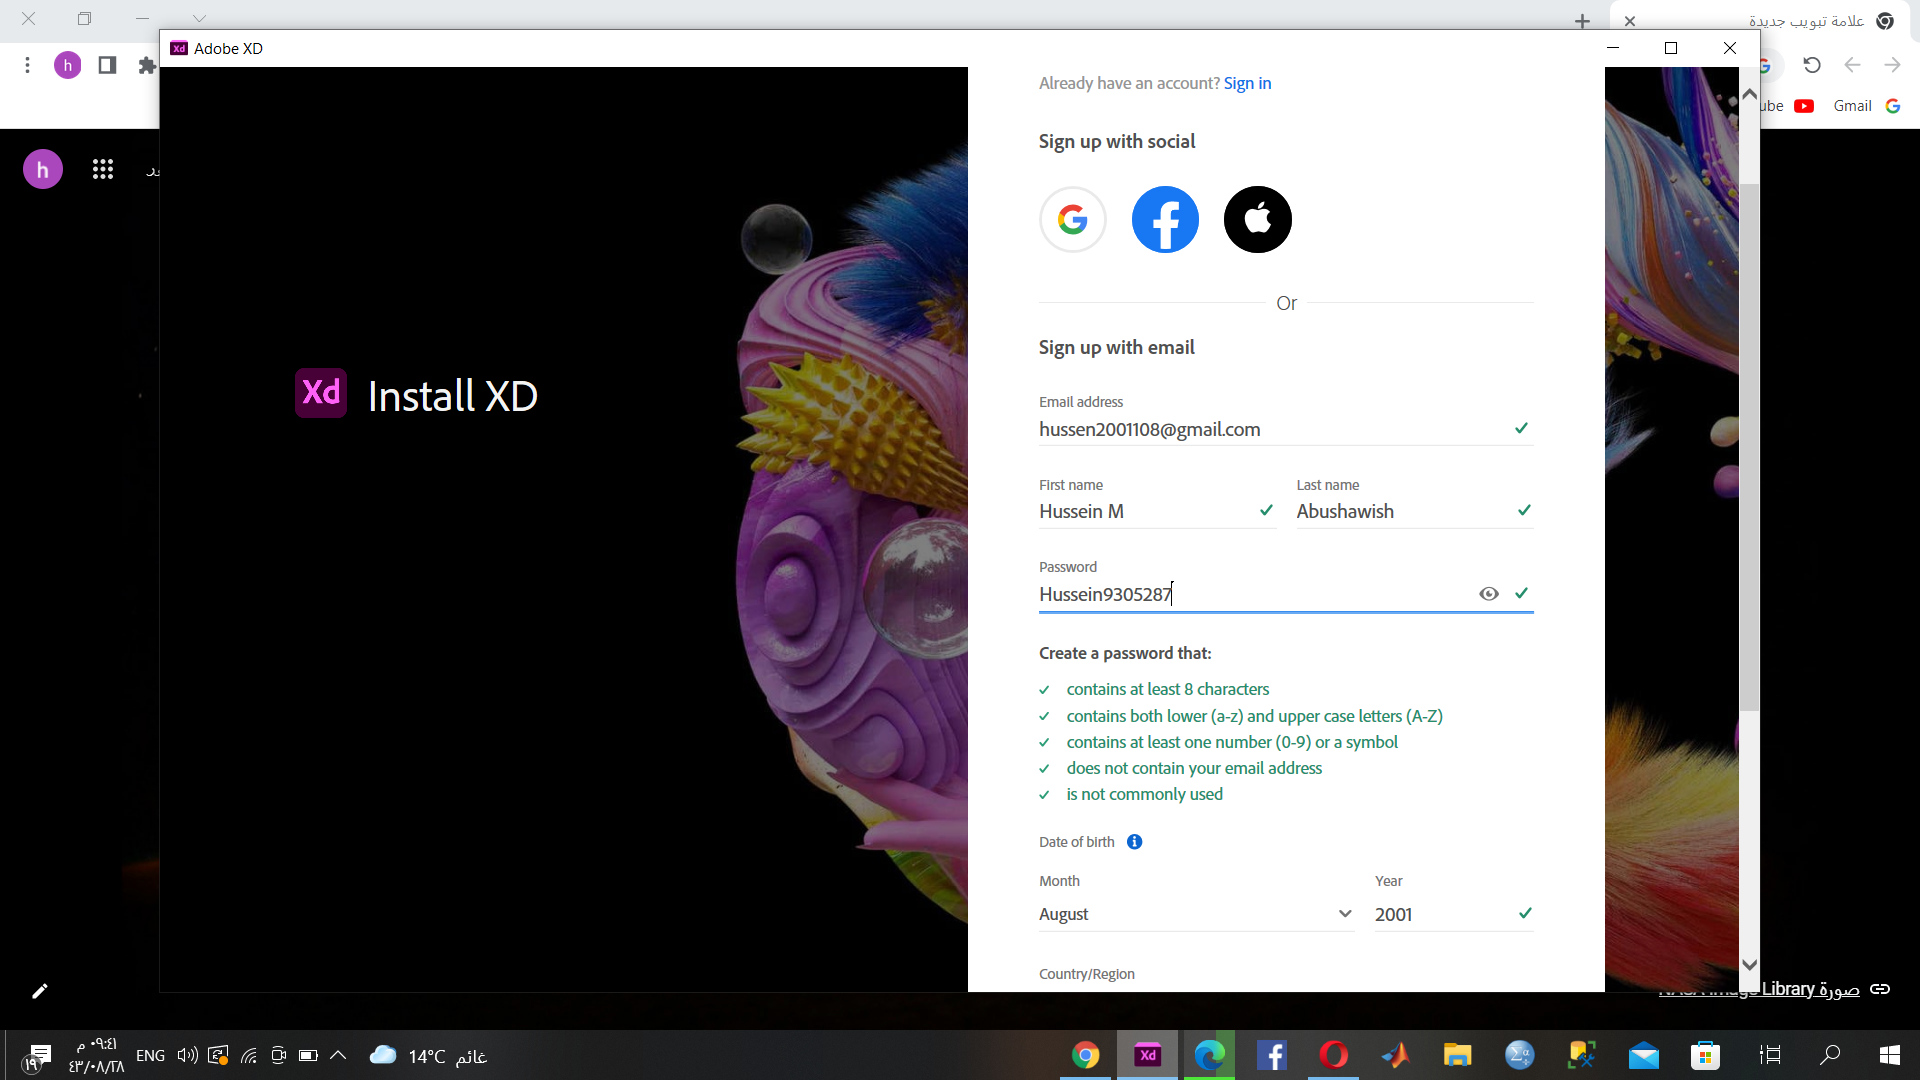 علامة تبويب جديدة
Adobe XD
h
Gmail
h
Already have an account? Sign in
Sign up with social
Or
Sign up with email
Xd Install XD
Email address
hussen2001108@gmail.com
First name
Last name
Hussein M
Abushawish
Password
Hussein9305287
Create a password that:
contains at least 8 characters
contains both lower (a-z) and upper case letters (A-Z)
contains at least one number (0-9) or a symbol
does not contain your email address
is not commonly used
Date of birth
Month
Year
August
2001
Country/Region
صورة Library
١٩
٠٩:٤١ م
٤٣/٠٨/٢٨
ENG
14°C غائم
Xd